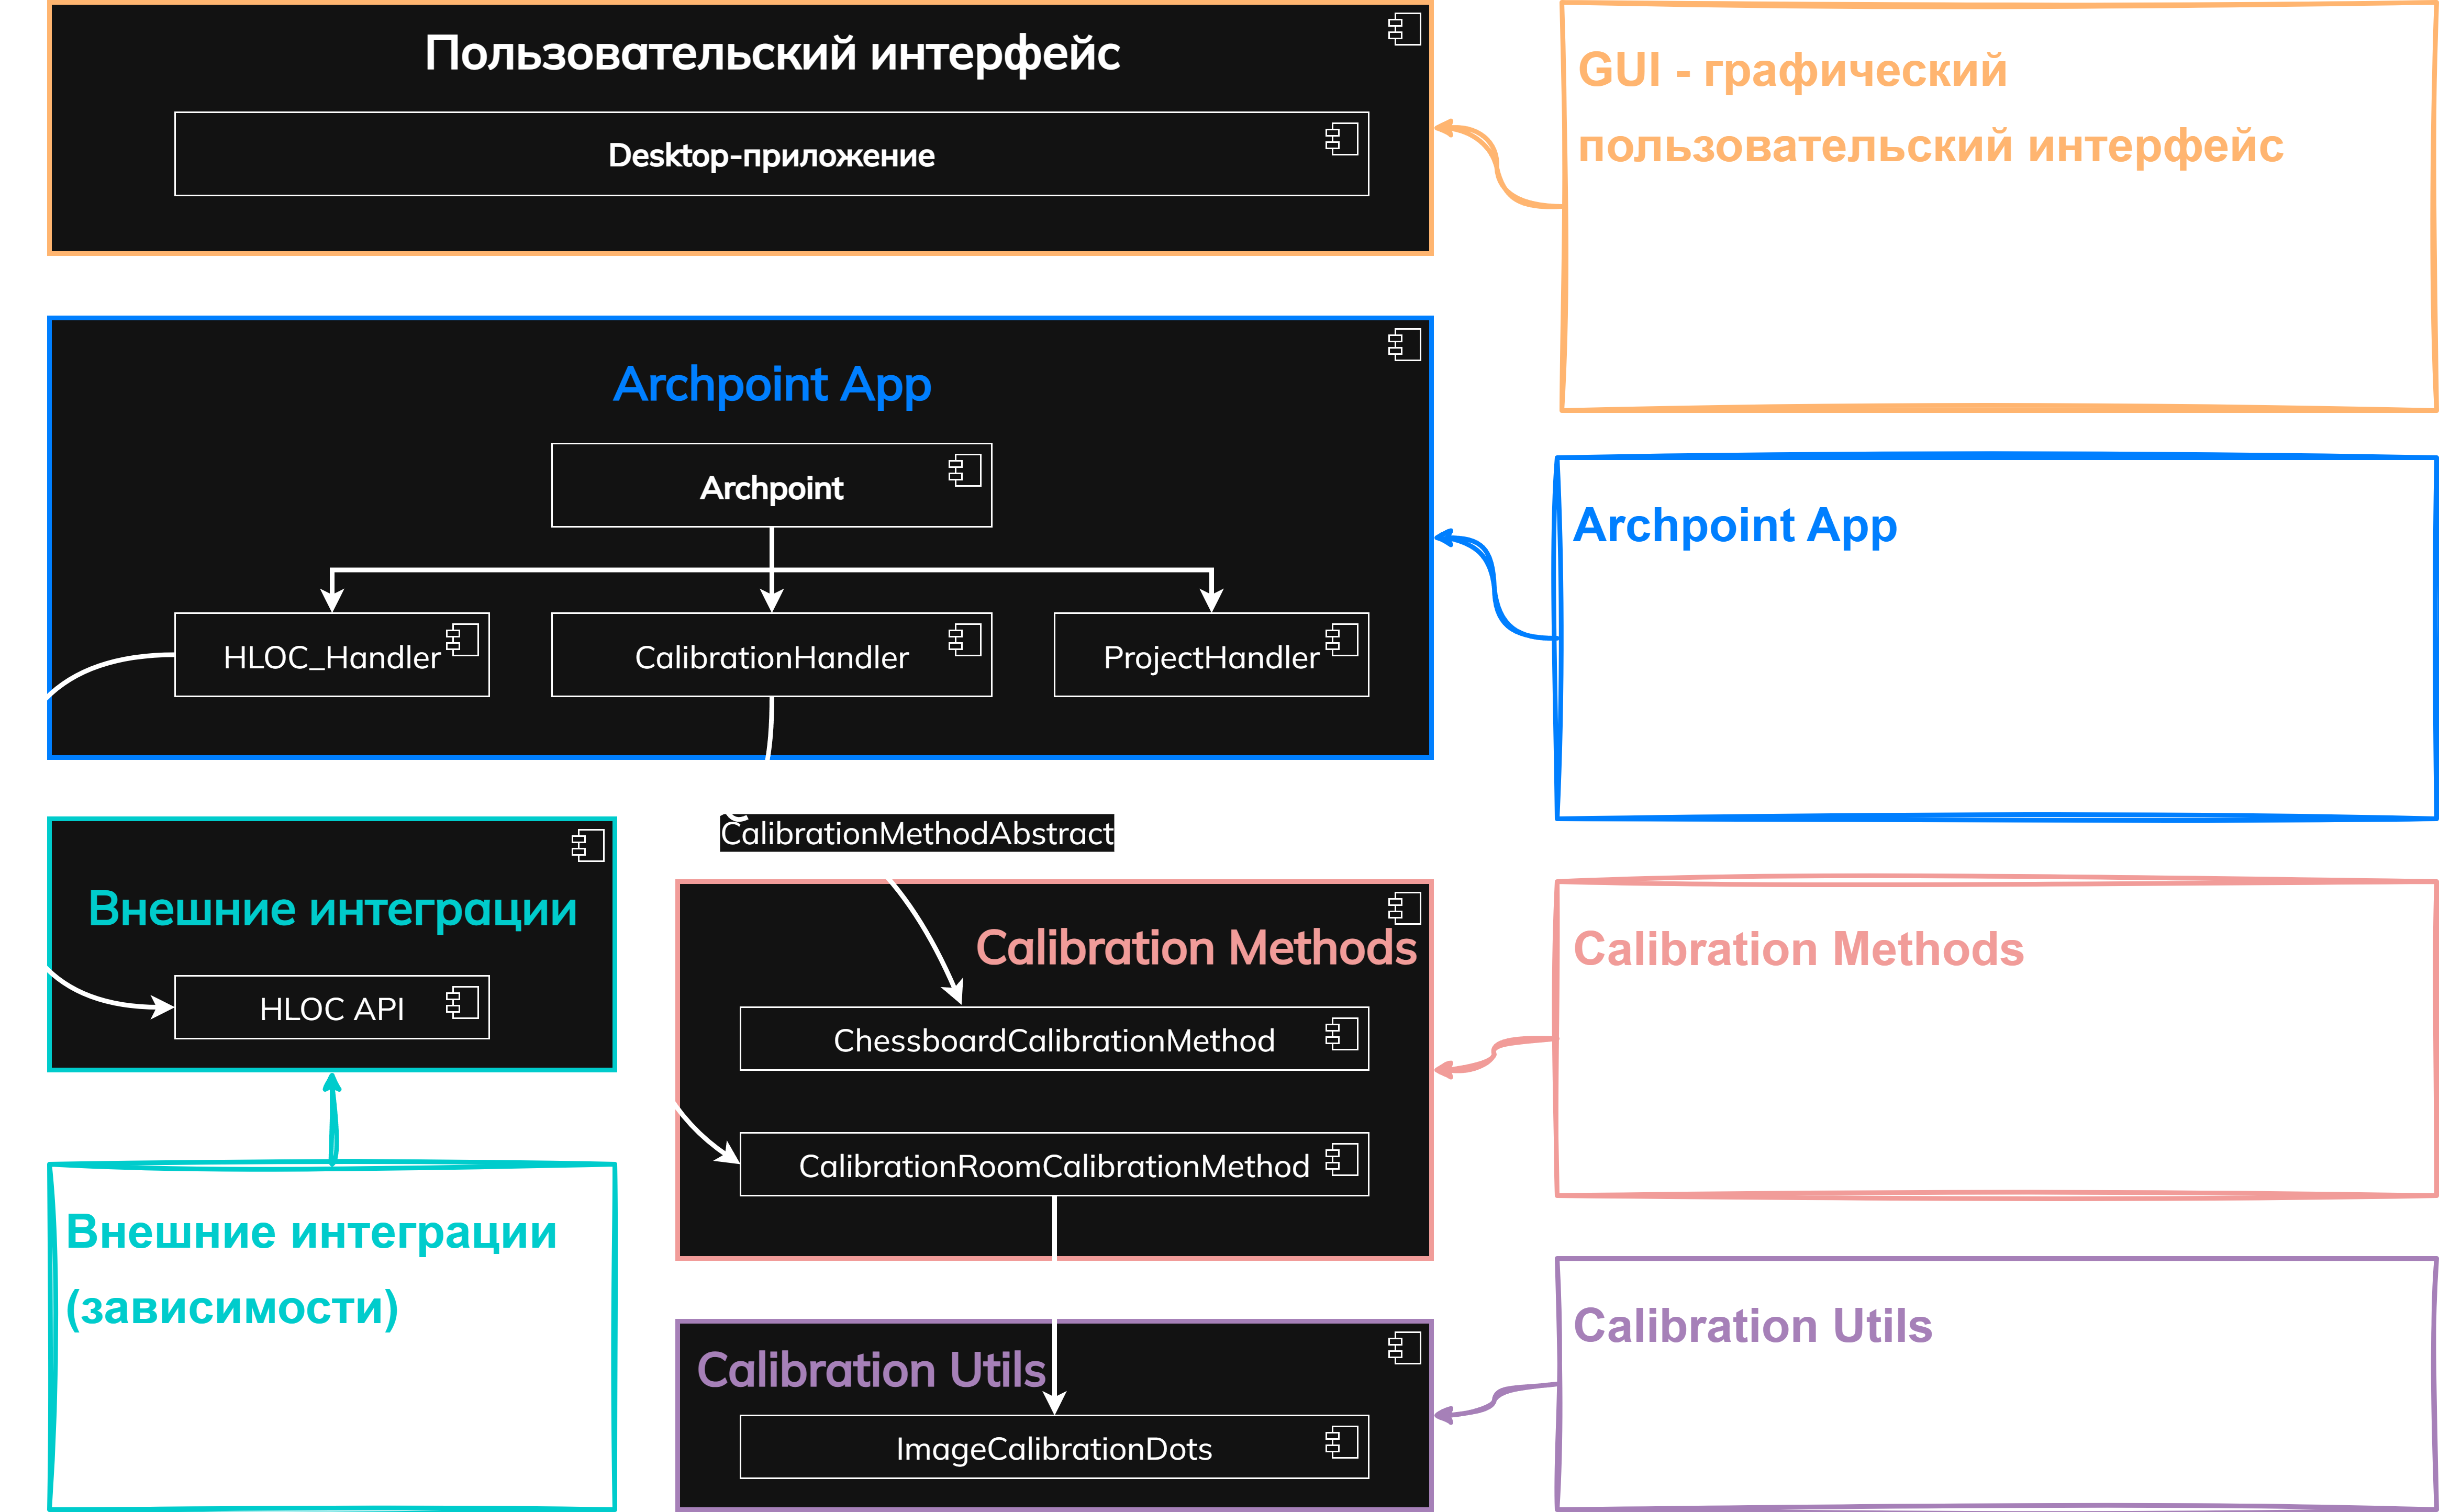 Пользовательский интерфейс
Desktop-приложение
GUI - графический
пользовательский интерфейс
Archpoint App
Archpoint
HLOC_Handler
CalibrationHandler
ProjectHandler
Archpoint App
CalibrationMethodAbstract
Внешние интеграции
HLOC API
Calibration Methods
ChessboardCalibrationMethod
CalibrationRoomCalibrationMethod
Calibration Methods
Внешние интеграции
(зависимости)
Calibration Utils
ImageCalibrationDots
Calibration Utils